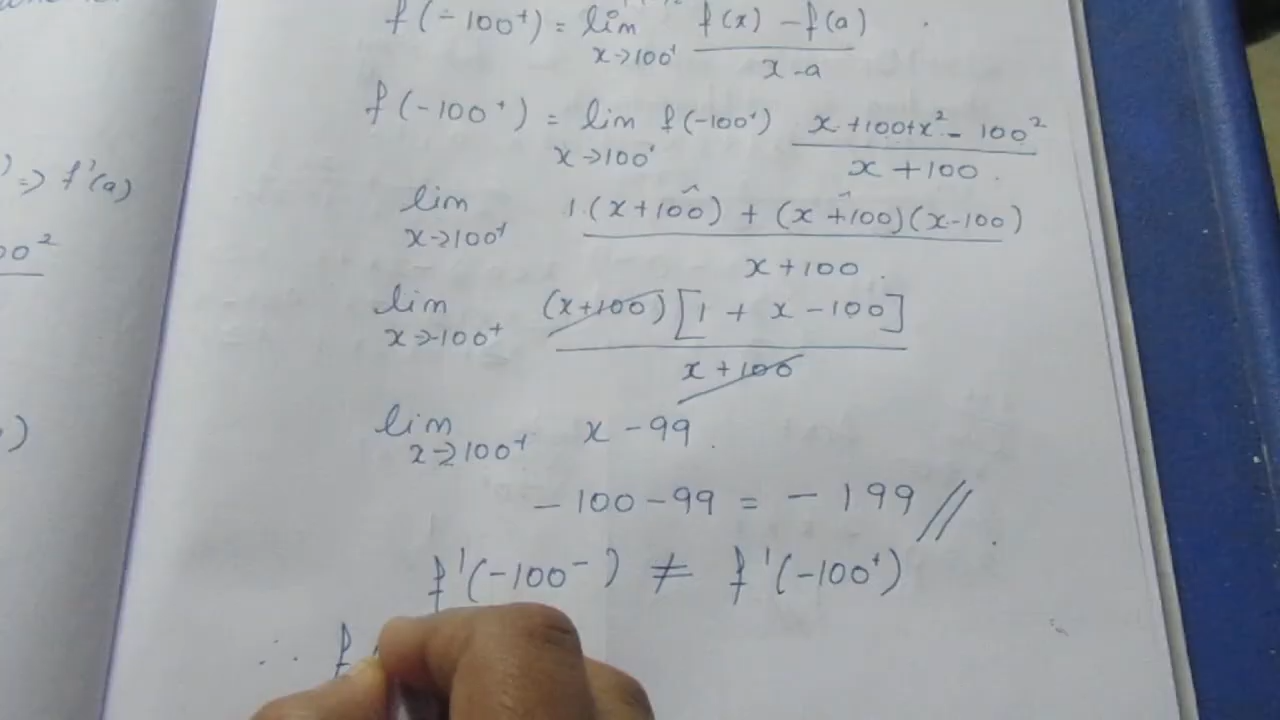 f(-100⁺) = lim x→100⁺ f(x) - f(a) / x-a
⇒ f'(a)
f(-100⁺) = lim x→100⁺ f(-100⁺) x+100+x² - 100² / x+100.
lim x→100⁺ 1.(x+100) + (x+100)(x-100) / x+100.
lim x→100⁺ (x+100)[1 + x - 100] / x+100
lim x→100⁺ x-99.
-100-99 = -199//
f'(-100⁻) ≠ f'(-100⁺)
∴ f